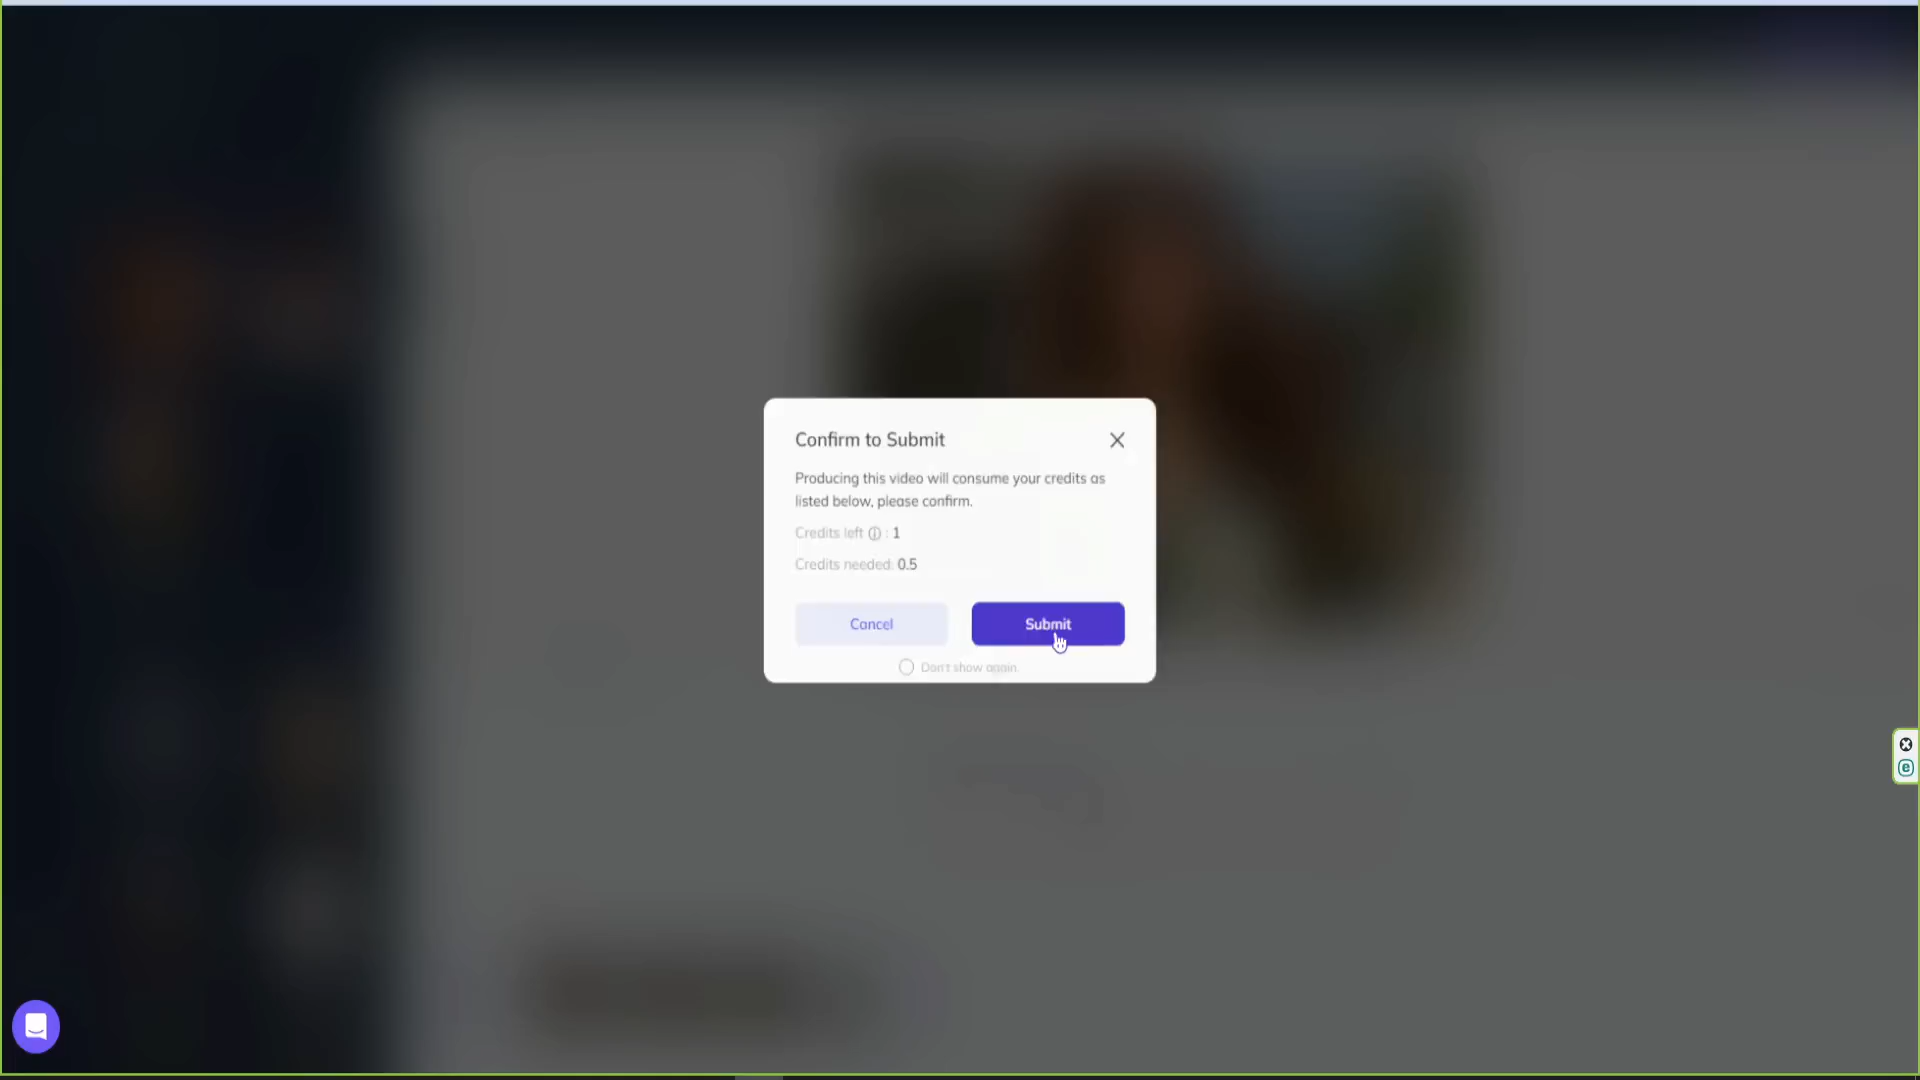 Confirm to Submit
Producing this video will consume your credits as
listed below, please confirm.
Credits left ⓘ : 1
Credits needed: 0.5
Cancel
Submit
Don't show again